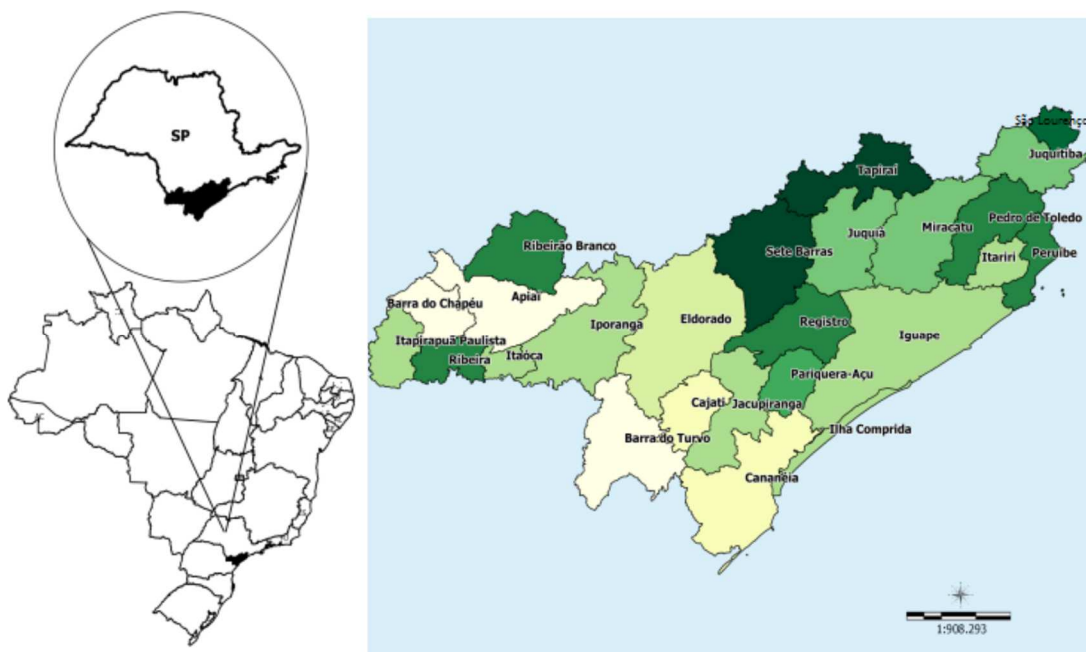 SP
São Lourenço
Juquitiba
Tapiraí
Pedro de Toledo
Miracatu
Juquiá
Ribeirão Branco
Sete Barras
Itariri
Peruíbe
Barra do Chapéu
Apiaí
Iporanga
Eldorado
Registro
Iguape
Itapirapuã Paulista
Ribeira
Itaóca
Pariquera-Açu
Cajati
Jacupiranga
Ilha Comprida
Barra do Turvo
Cananéia
1:908.293